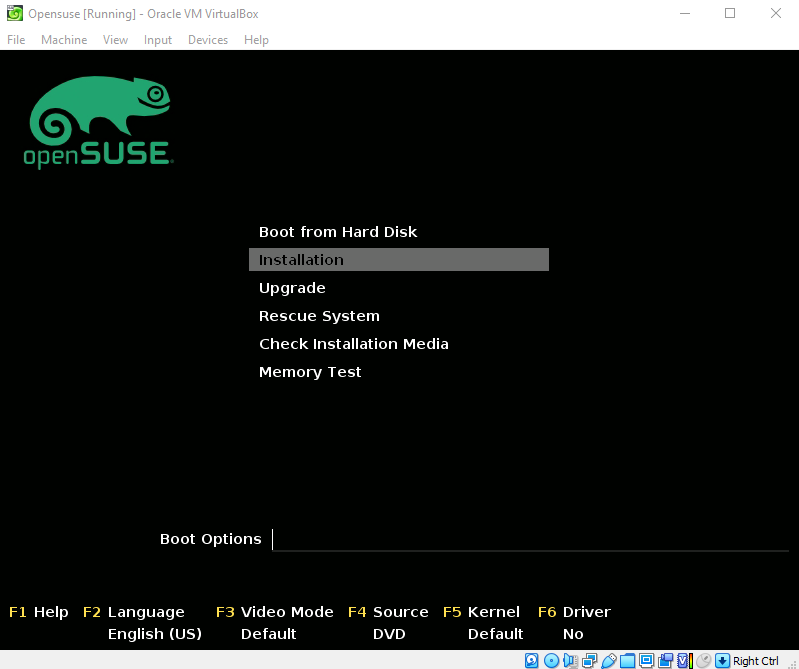 Opensuse [Running] - Oracle VM VirtualBox
File Machine View Input Devices Help
openSUSE
Boot from Hard Disk
Installation
Upgrade
Rescue System
Check Installation Media
Memory Test
Boot Options
F1 Help F2 Language F3 Video Mode F4 Source F5 Kernel F6 Driver
English (US) Default DVD Default No
Right Ctrl